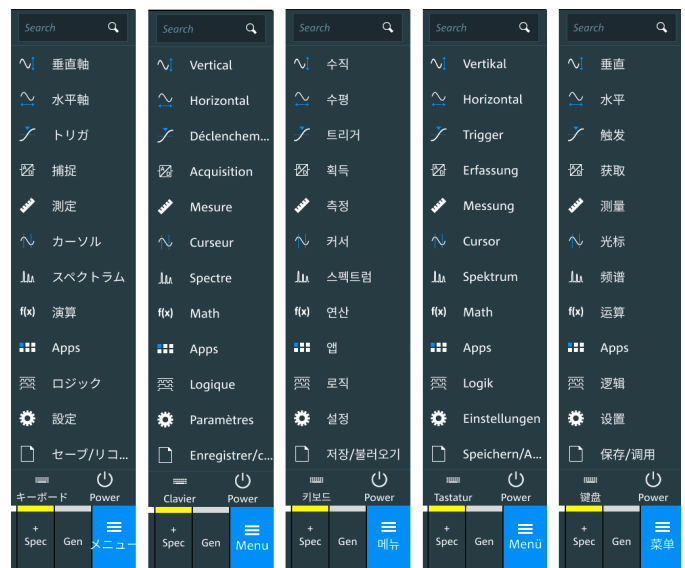 Search
垂直軸
水平軸
トリガ
捕捉
測定
カーソル
スペクトラム
f(x) 演算
Apps
ロジック
設定
セーブ/リコ...
キーボード Power
+
Spec Gen メニュー
Search
Vertical
Horizontal
Déclenchem...
Acquisition
Mesure
Curseur
Spectre
f(x) Math
Apps
Logique
Paramètres
Enregistrer/c...
Clavier Power
+
Spec Gen Menu
Search
수직
수평
트리거
획득
측정
커서
스펙트럼
f(x) 연산
앱
로직
설정
저장/불러오기
키보드 Power
+
Spec Gen 메뉴
Search
Vertikal
Horizontal
Trigger
Erfassung
Messung
Cursor
Spektrum
f(x) Math
Apps
Logik
Einstellungen
Speichern/A...
Tastatur Power
+
Spec Gen Menü
Search
垂直
水平
触发
获取
测量
光标
频谱
f(x) 运算
Apps
逻辑
设置
保存/调用
键盘 Power
+
Spec Gen 菜单